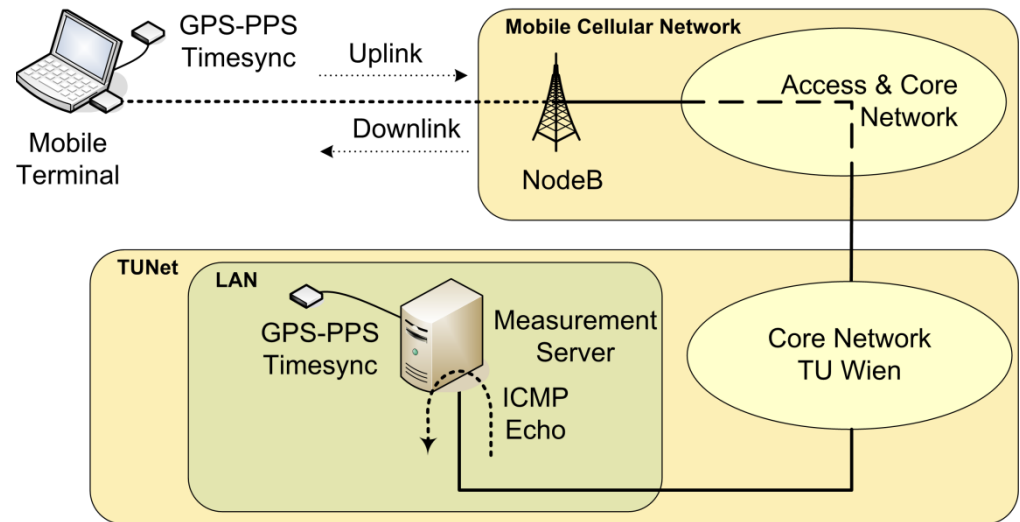 GPS-PPS
Timesync
Uplink
Downlink
Mobile
Terminal
Mobile Cellular Network
Access & Core
Network
NodeB
TUNet
LAN
GPS-PPS
Timesync
Measurement
Server
ICMP
Echo
Core Network
TU Wien